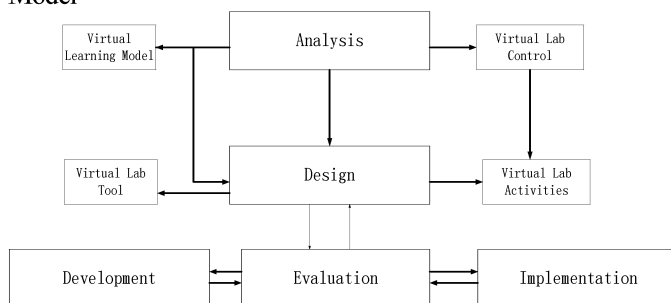 Model
Virtual
Learning Model
Analysis
Virtual Lab
Control
Virtual Lab
Tool
Design
Virtual Lab
Activities
Development
Evaluation
Implementation